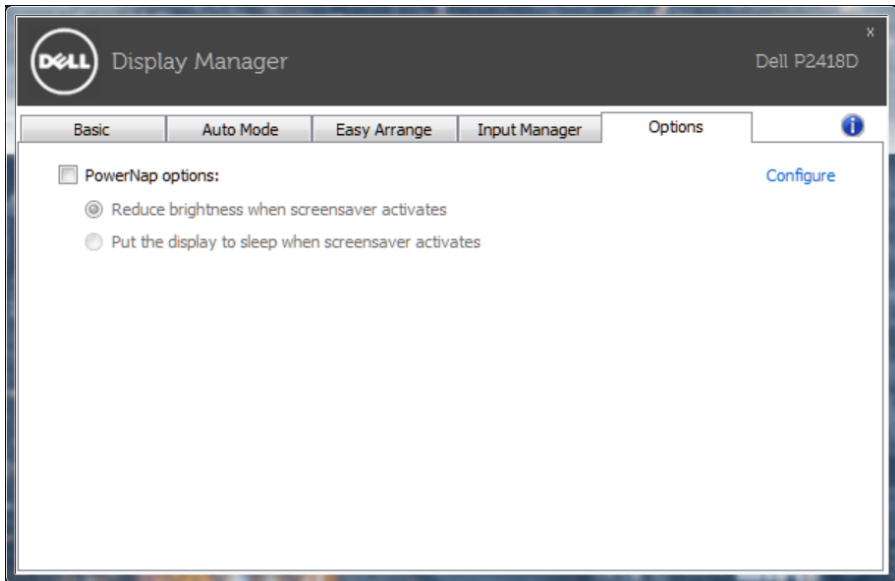 x
DELL Display Manager Dell P2418D
Basic Auto Mode Easy Arrange Input Manager Options i
PowerNap options: Configure
Reduce brightness when screensaver activates
Put the display to sleep when screensaver activates